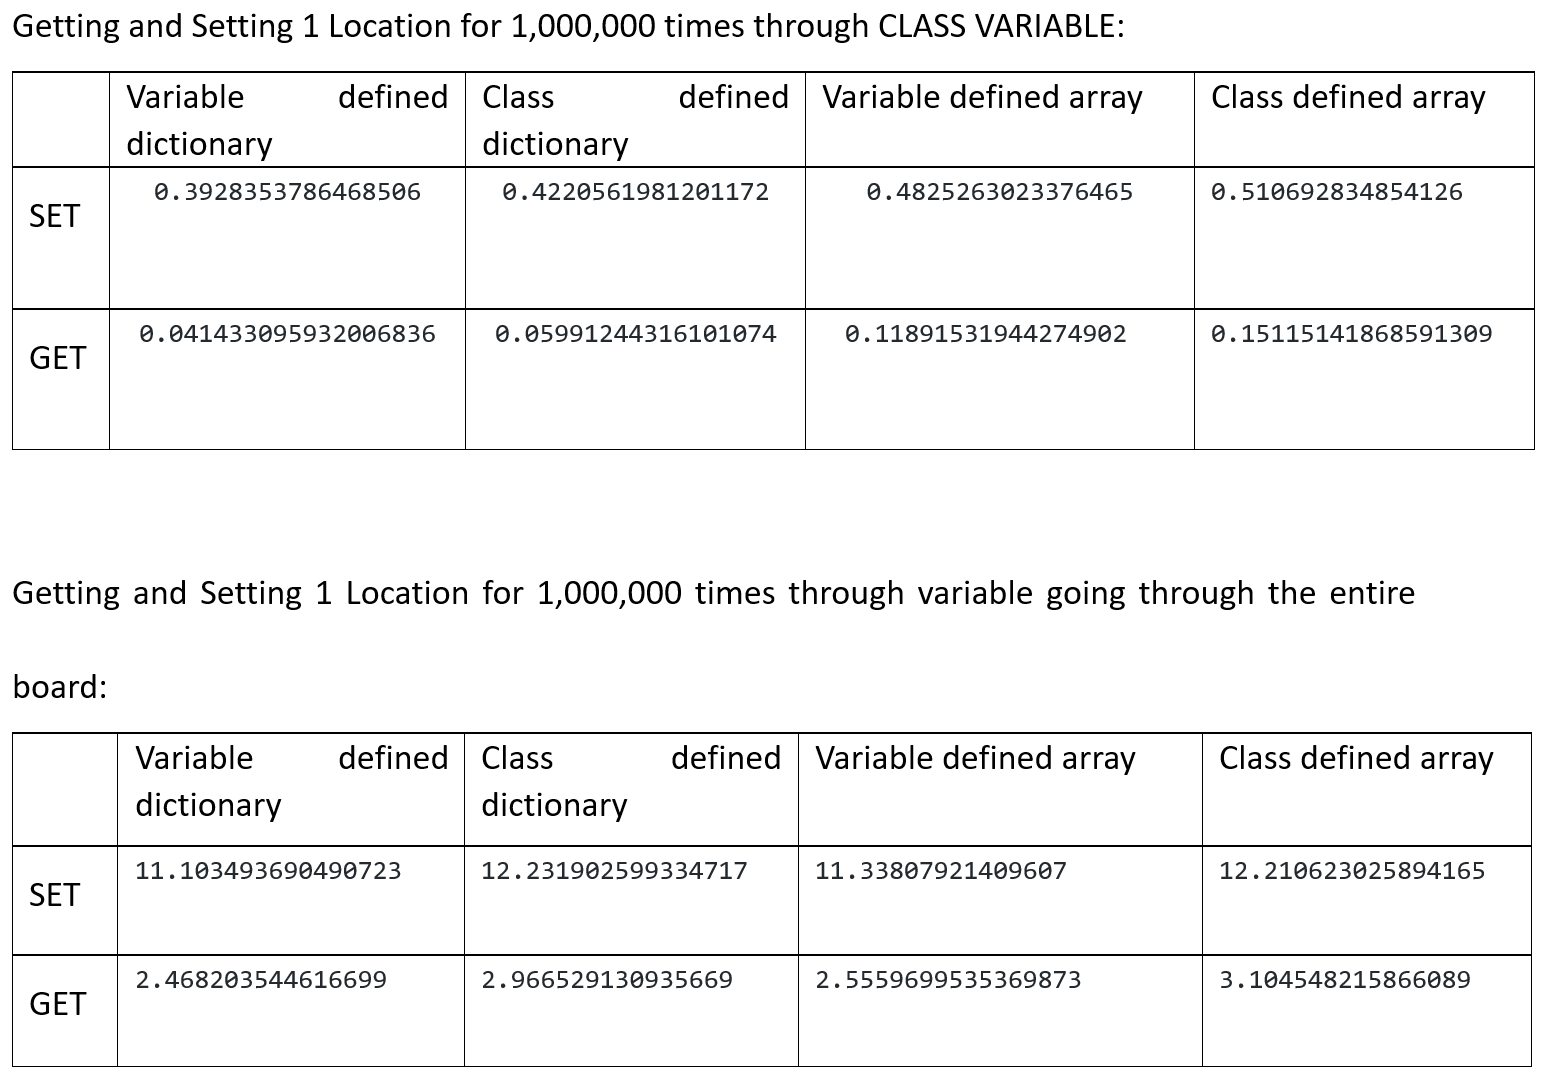 Getting and Setting 1 Location for 1,000,000 times through CLASS VARIABLE:
Variable defined dictionary Class defined dictionary Variable defined array Class defined array
SET 0.3928353786468506 0.4220561981201172 0.4825263023376465 0.510692834854126
GET 0.041433095932006836 0.05991244316101074 0.11891531944274902 0.15115141868591309
Getting and Setting 1 Location for 1,000,000 times through variable going through the entire
board:
Variable defined dictionary Class defined dictionary Variable defined array Class defined array
SET 11.103493690490723 12.231902599334717 11.33807921409607 12.210623025894165
GET 2.468203544616699 2.966529130935669 2.5559699535369873 3.104548215866089